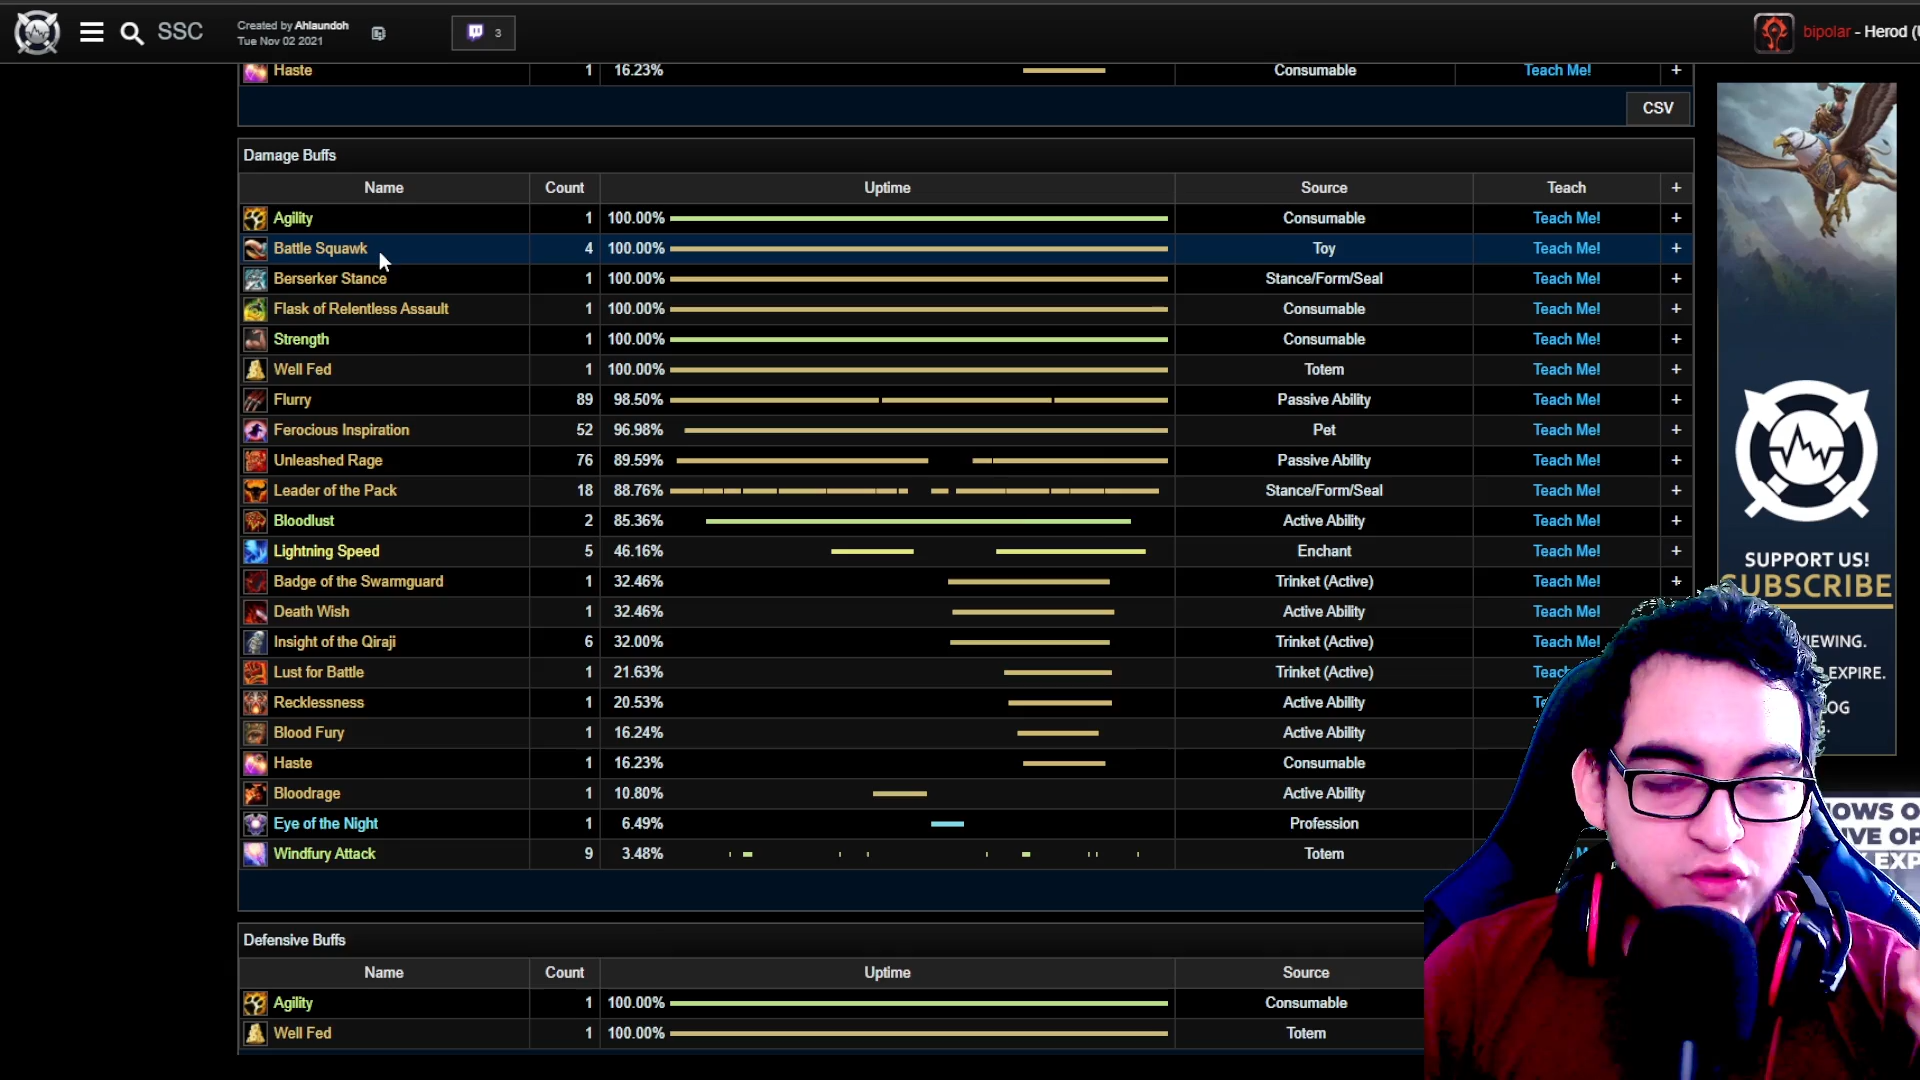 SSC
Created by Ahlaundoh
Tue Nov 02 2021
3
bipolar - Herod (U
Haste 1 16.23% Consumable Teach Me! +
CSV
Damage Buffs
Name Count Uptime Source Teach +
Agility 1 100.00% Consumable Teach Me! +
Battle Squawk 4 100.00% Toy Teach Me! +
Berserker Stance 1 100.00% Stance/Form/Seal Teach Me! +
Flask of Relentless Assault 1 100.00% Consumable Teach Me! +
Strength 1 100.00% Consumable Teach Me! +
Well Fed 1 100.00% Totem Teach Me! +
Flurry 89 98.50% Passive Ability Teach Me! +
Ferocious Inspiration 52 96.98% Pet Teach Me! +
Unleashed Rage 76 89.59% Passive Ability Teach Me! +
Leader of the Pack 18 88.76% Stance/Form/Seal Teach Me! +
Bloodlust 2 85.36% Active Ability Teach Me! +
Lightning Speed 5 46.16% Enchant Teach Me! +
Badge of the Swarmguard 1 32.46% Trinket (Active) Teach Me! +
Death Wish 1 32.46% Active Ability Teach Me!
Insight of the Qiraji 6 32.00% Trinket (Active) Teach Me!
Lust for Battle 1 21.63% Trinket (Active) Teach
Recklessness 1 20.53% Active Ability Te
Blood Fury 1 16.24% Active Ability
Haste 1 16.23% Consumable
Bloodrage 1 10.80% Active Ability
Eye of the Night 1 6.49% Profession
Windfury Attack 9 3.48% Totem
Defensive Buffs
Name Count Uptime Source
Agility 1 100.00% Consumable
Well Fed 1 100.00% Totem
SUPPORT US!
SUBSCRIBE
VIEWING.
EXPIRE.
OG
OWS O
IVE OP
EXP